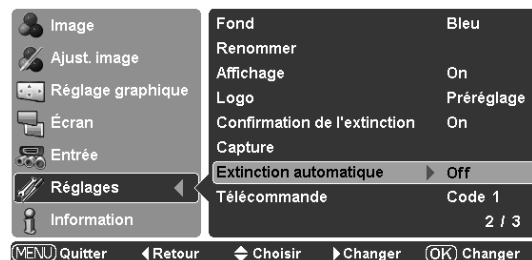 Image
Ajust. image
Réglage graphique
Écran
Entrée
Réglages
Information
Fond Bleu
Renommer
Affichage On
Logo Préréglage
Confirmation de l'extinction On
Capture
Extinction automatique Off
Télécommande Code 1
2 / 3
MENU Quitter Retour Choisir Changer OK Changer